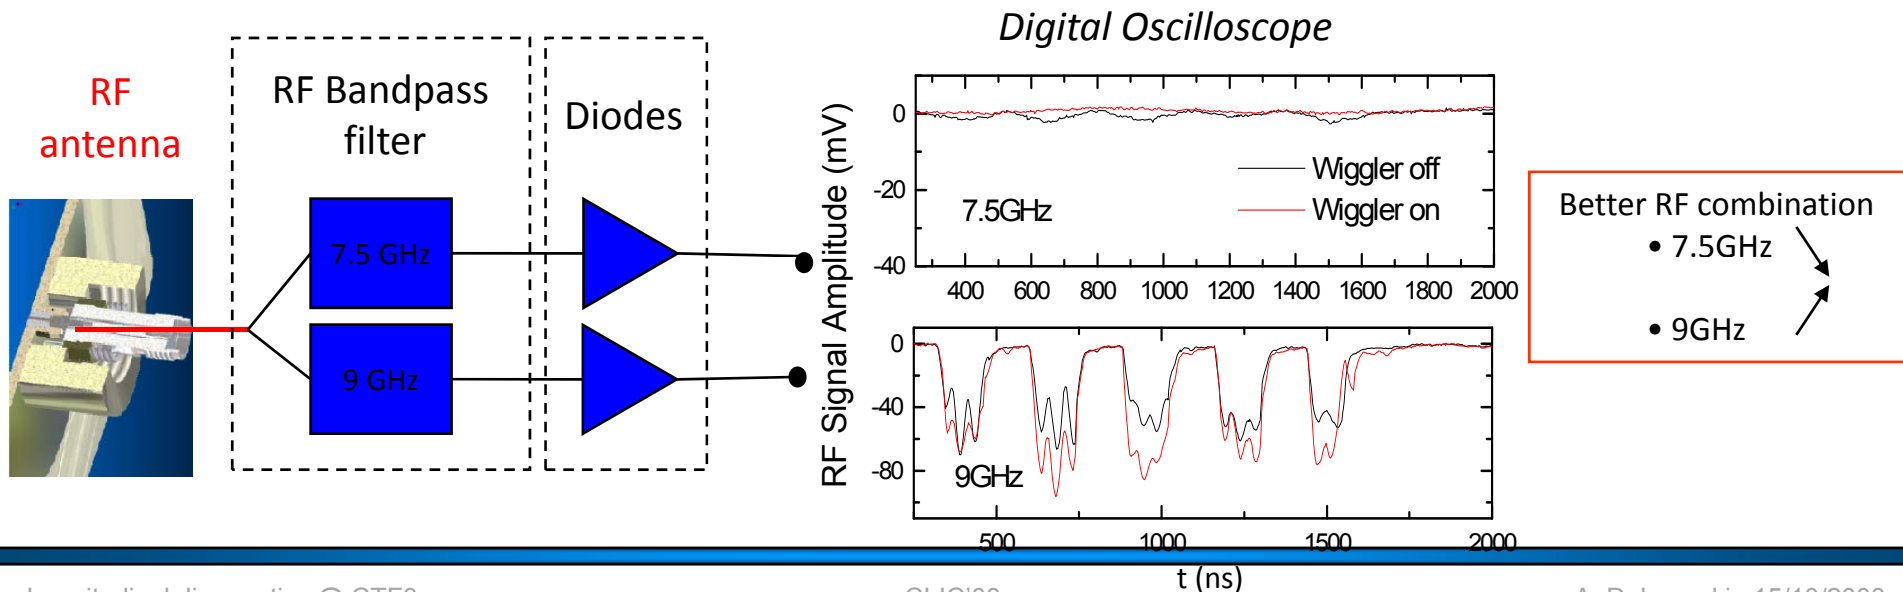 Digital Oscilloscope
RF
antenna
RF Bandpass
filter
Diodes
7.5 GHz
9 GHz
RF Signal Amplitude (mV)
0
-20
-40
7.5GHz
Wiggler off
Wiggler on
400 600 800 1000 1200 1400 1600 1800 2000
0
-40
-80
9GHz
500 1000 1500 2000
t (ns)
Better RF combination
• 7.5GHz
• 9GHz